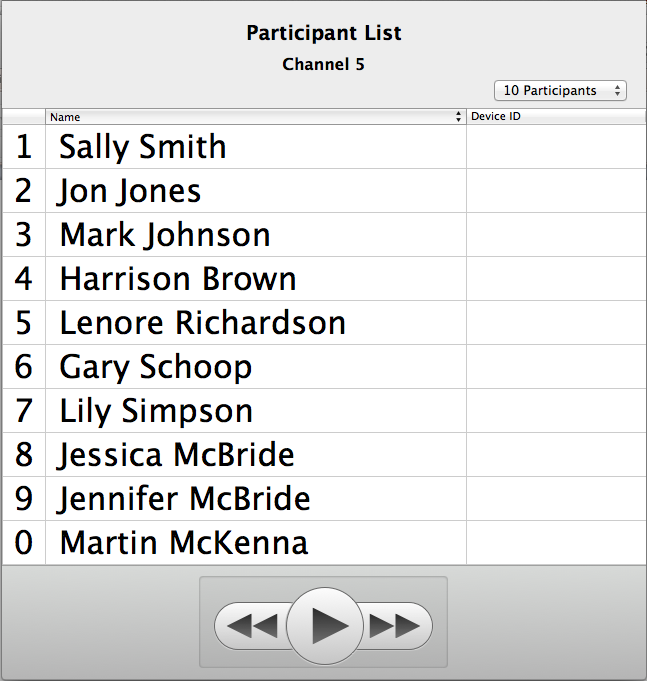 Participant List
Channel 5
10 Participants
Name Device ID
1 Sally Smith
2 Jon Jones
3 Mark Johnson
4 Harrison Brown
5 Lenore Richardson
6 Gary Schoop
7 Lily Simpson
8 Jessica McBride
9 Jennifer McBride
0 Martin McKenna